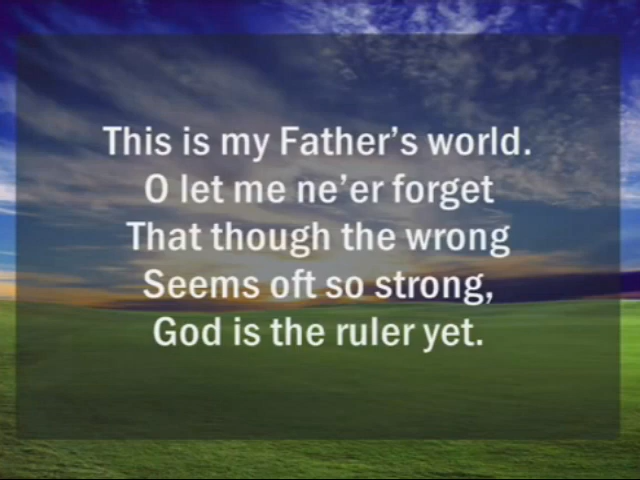 This is my Father’s world.
O let me ne’er forget
That though the wrong
Seems oft so strong,
God is the ruler yet.